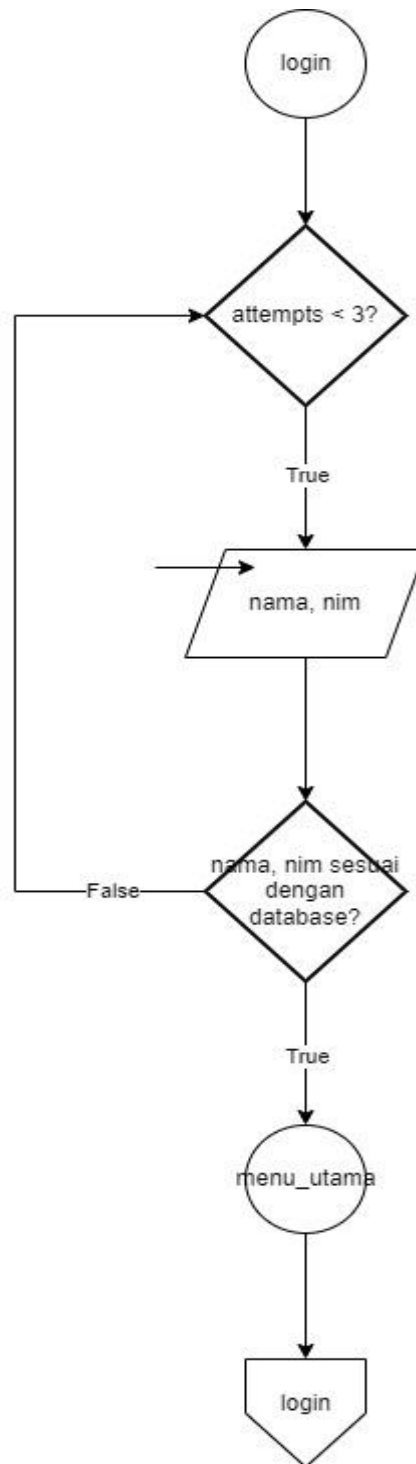 login
attempts < 3?
True
nama, nim
nama, nim sesuai
dengan
database?
False
True
menu_utama
login